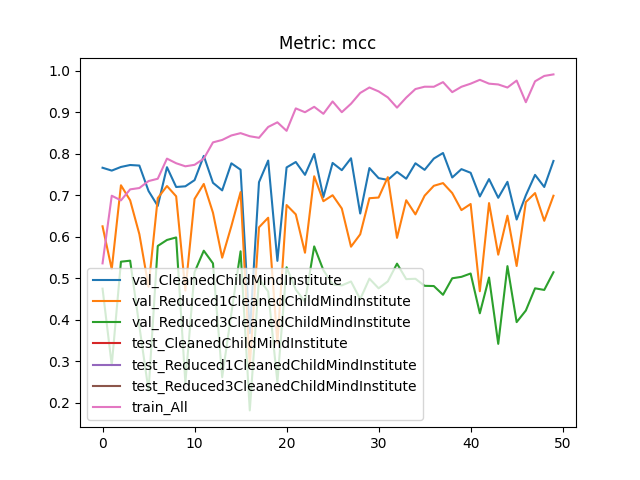 Metric: mcc
1.0
0.9
0.8
0.7
0.6
0.5
0.4
0.3
0.2
val_CleanedChildMindInstitute
val_Reduced1CleanedChildMindInstitute
val_Reduced3CleanedChildMindInstitute
test_CleanedChildMindInstitute
test_Reduced1CleanedChildMindInstitute
test_Reduced3CleanedChildMindInstitute
train_All
0 10 20 30 40 50